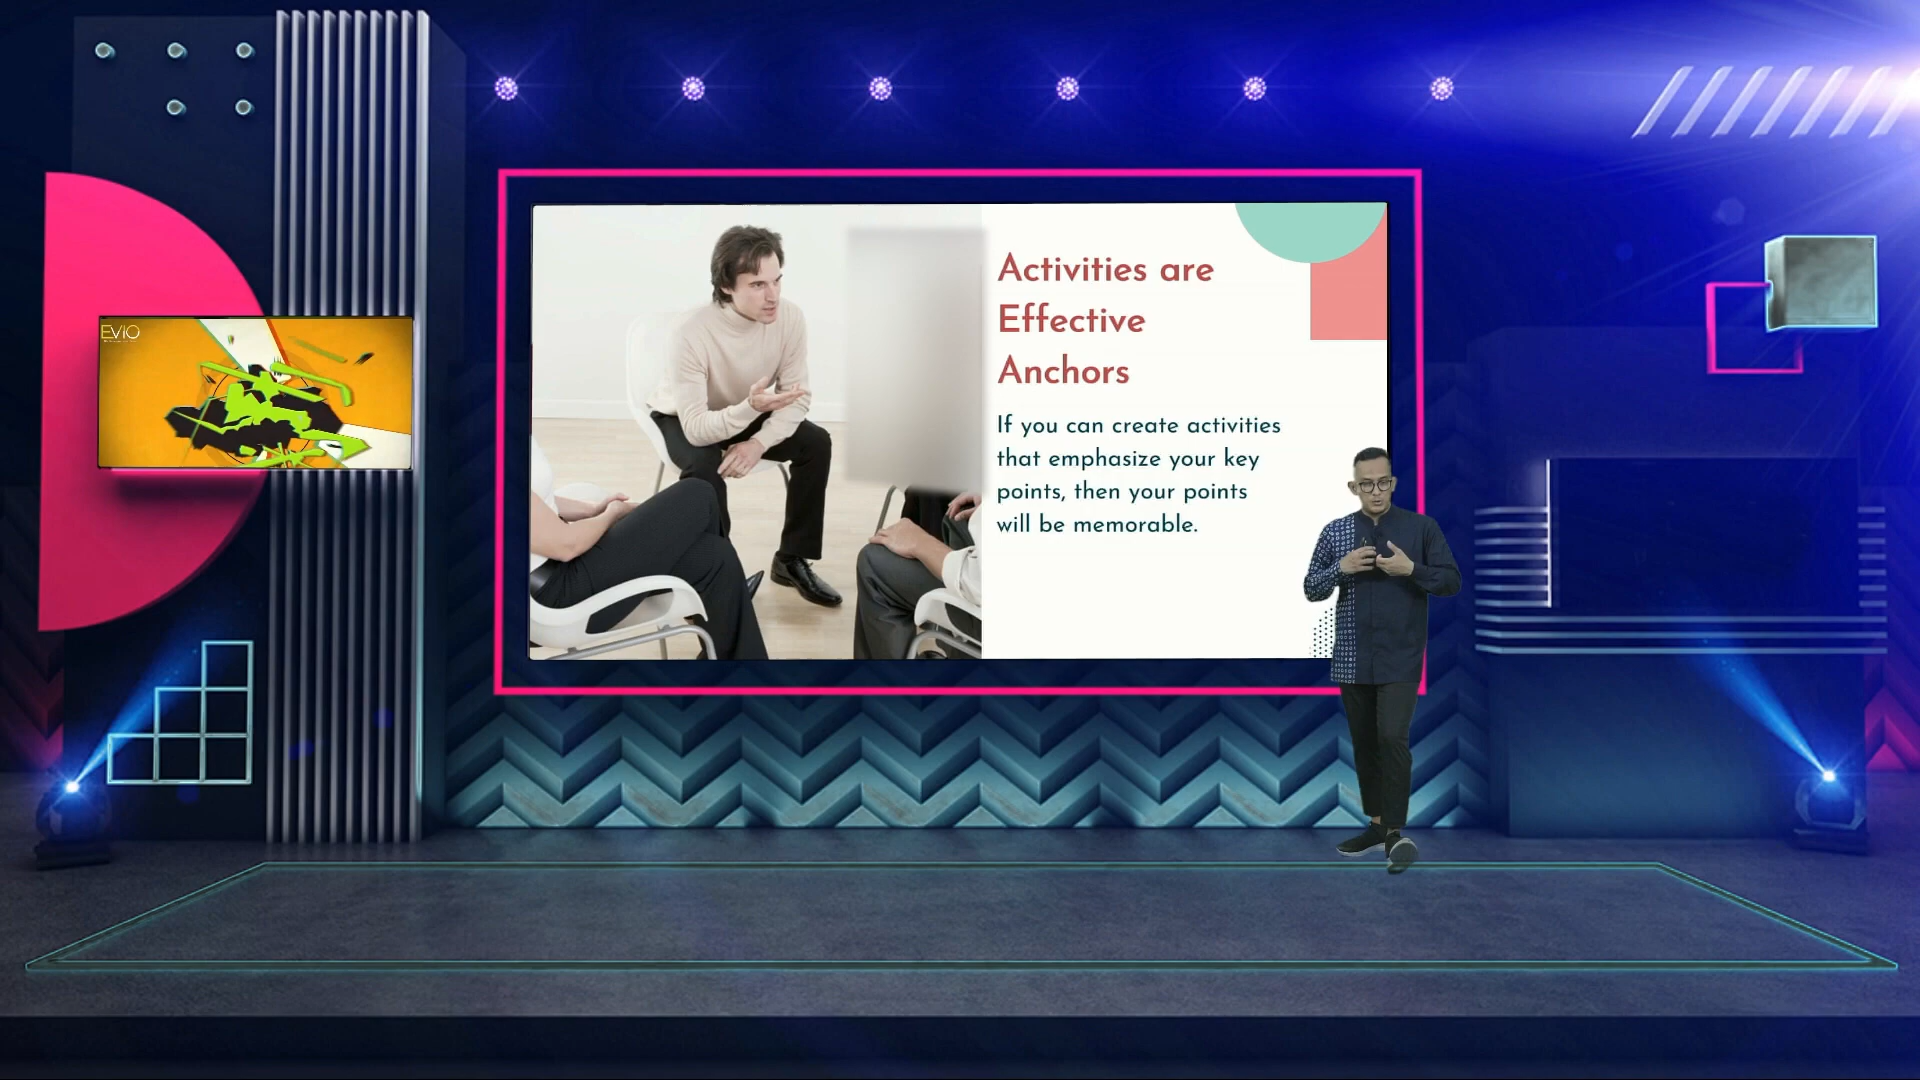 EVIO
Activities are
Effective
Anchors
If you can create activities
that emphasize your key
points, then your points
will be memorable.